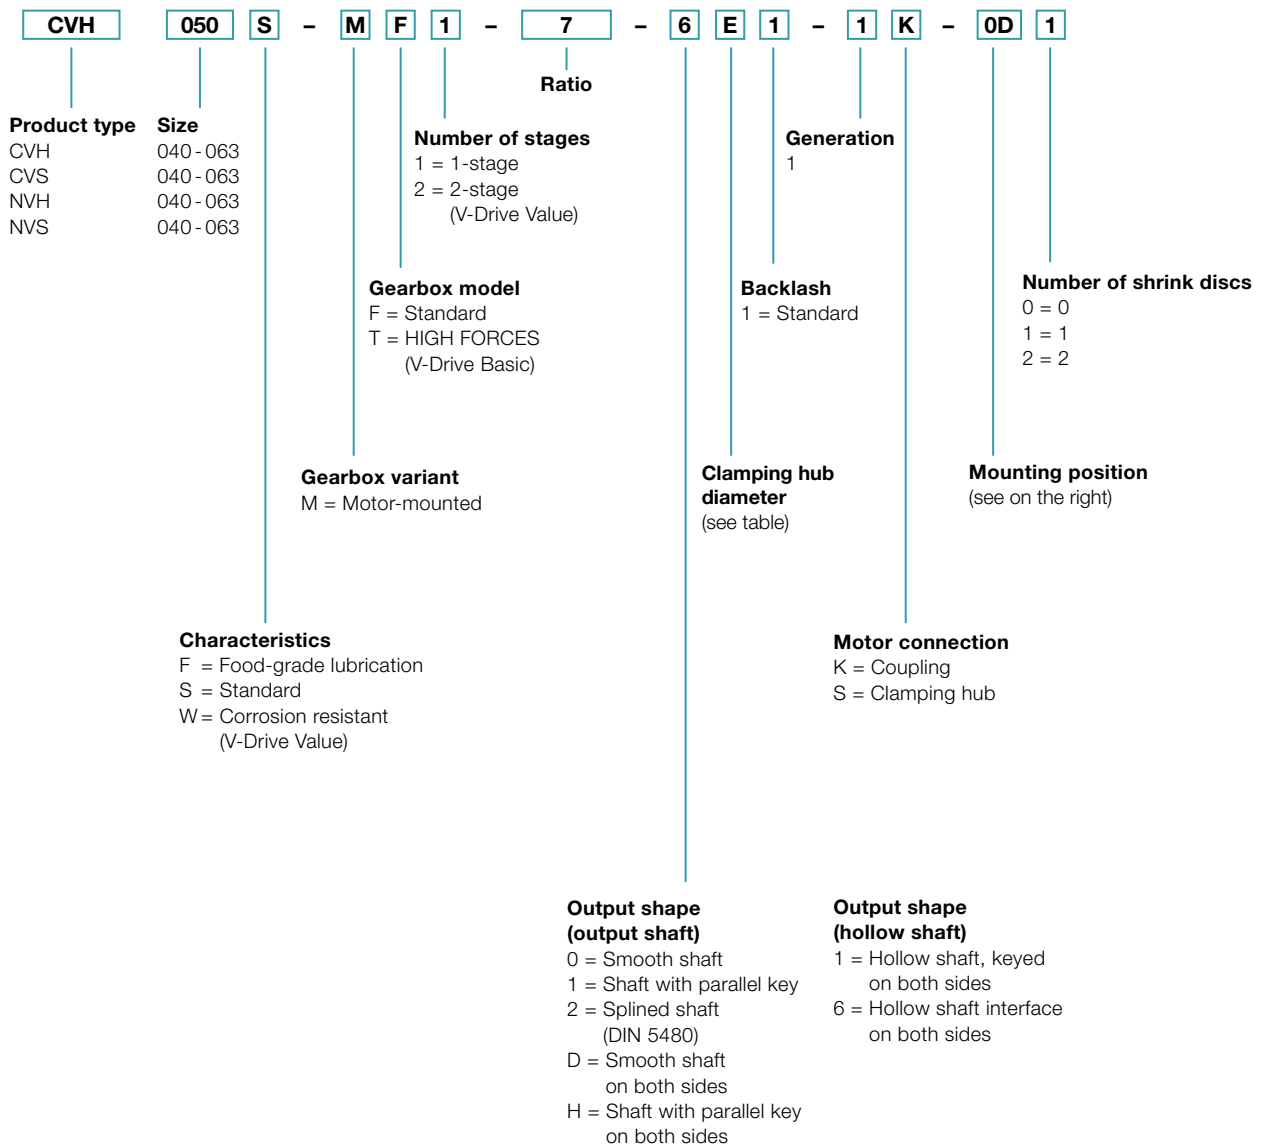 CVH 050 S – M F 1 – 7 – 6 E 1 – 1 K – 0D 1
Ratio
Product type
CVH
CVS
NVH
NVS
Size
040 - 063
040 - 063
040 - 063
040 - 063
Number of stages
1 = 1-stage
2 = 2-stage
(V-Drive Value)
Generation
1
Gearbox model
F = Standard
T = HIGH FORCES
(V-Drive Basic)
Backlash
1 = Standard
Number of shrink discs
0 = 0
1 = 1
2 = 2
Gearbox variant
M = Motor-mounted
Clamping hub
diameter
(see table)
Mounting position
(see on the right)
Characteristics
F = Food-grade lubrication
S = Standard
W = Corrosion resistant
(V-Drive Value)
Motor connection
K = Coupling
S = Clamping hub
Output shape
(output shaft)
0 = Smooth shaft
1 = Shaft with parallel key
2 = Splined shaft
(DIN 5480)
D = Smooth shaft
on both sides
H = Shaft with parallel key
on both sides
Output shape
(hollow shaft)
1 = Hollow shaft, keyed
on both sides
6 = Hollow shaft interface
on both sides